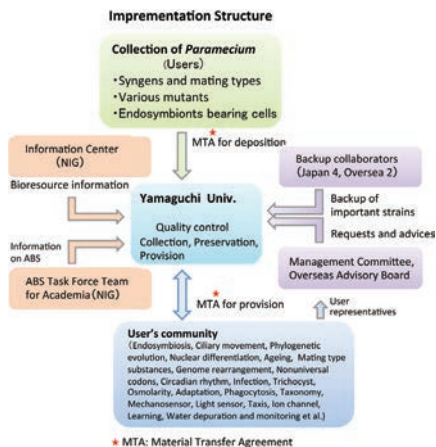 Imprementation Structure
Collection of Paramecium
(Users)
・Syngens and mating types
・Various mutants
・Endosymbionts bearing cells
★
MTA for deposition
Information Center
(NIG)
Bioresource information
Backup collaborators
(Japan 4, Oversea 2)
Yamaguchi Univ.
Quality control
Collection, Preservation,
Provision
Backup of
important strains
Requests and advices
Information
on ABS
ABS Task Force Team
for Academia(NIG)
Management Committee,
Overseas Advisory Board
★
MTA for provision
User
representatives
User's community
(Endosymbiosis, Ciliary movement, Phylogenetic
evolution, Nuclear differentiation, Ageing, Mating type
substances, Genome rearrangement, Nonuniversal
codons, Circadian rhythm, Infection, Trichocyst,
Osmolarity, Adaptation, Phagocytosis, Taxonomy,
Mechanosensor, Light sensor, Taxis, Ion channel,
Learning, Water depuration and monitoring et al.)
★ MTA: Material Transfer Agreement